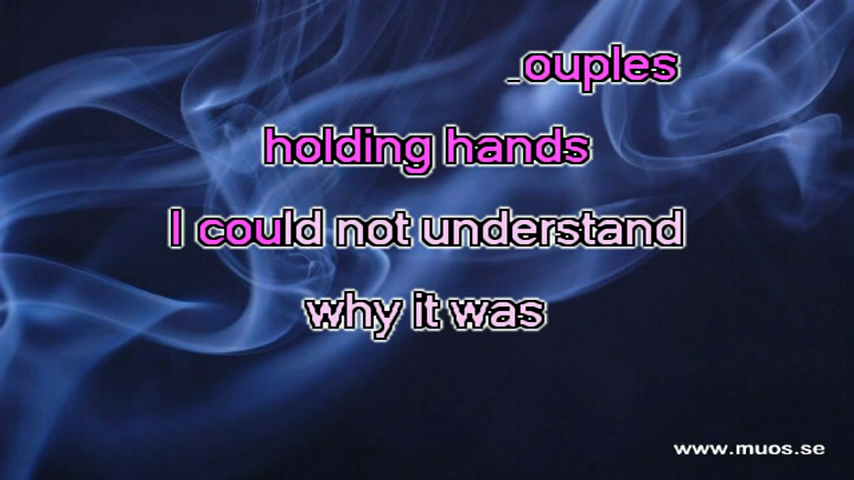 ouples
holding hands
I could not understand
why it was
www.muos.se